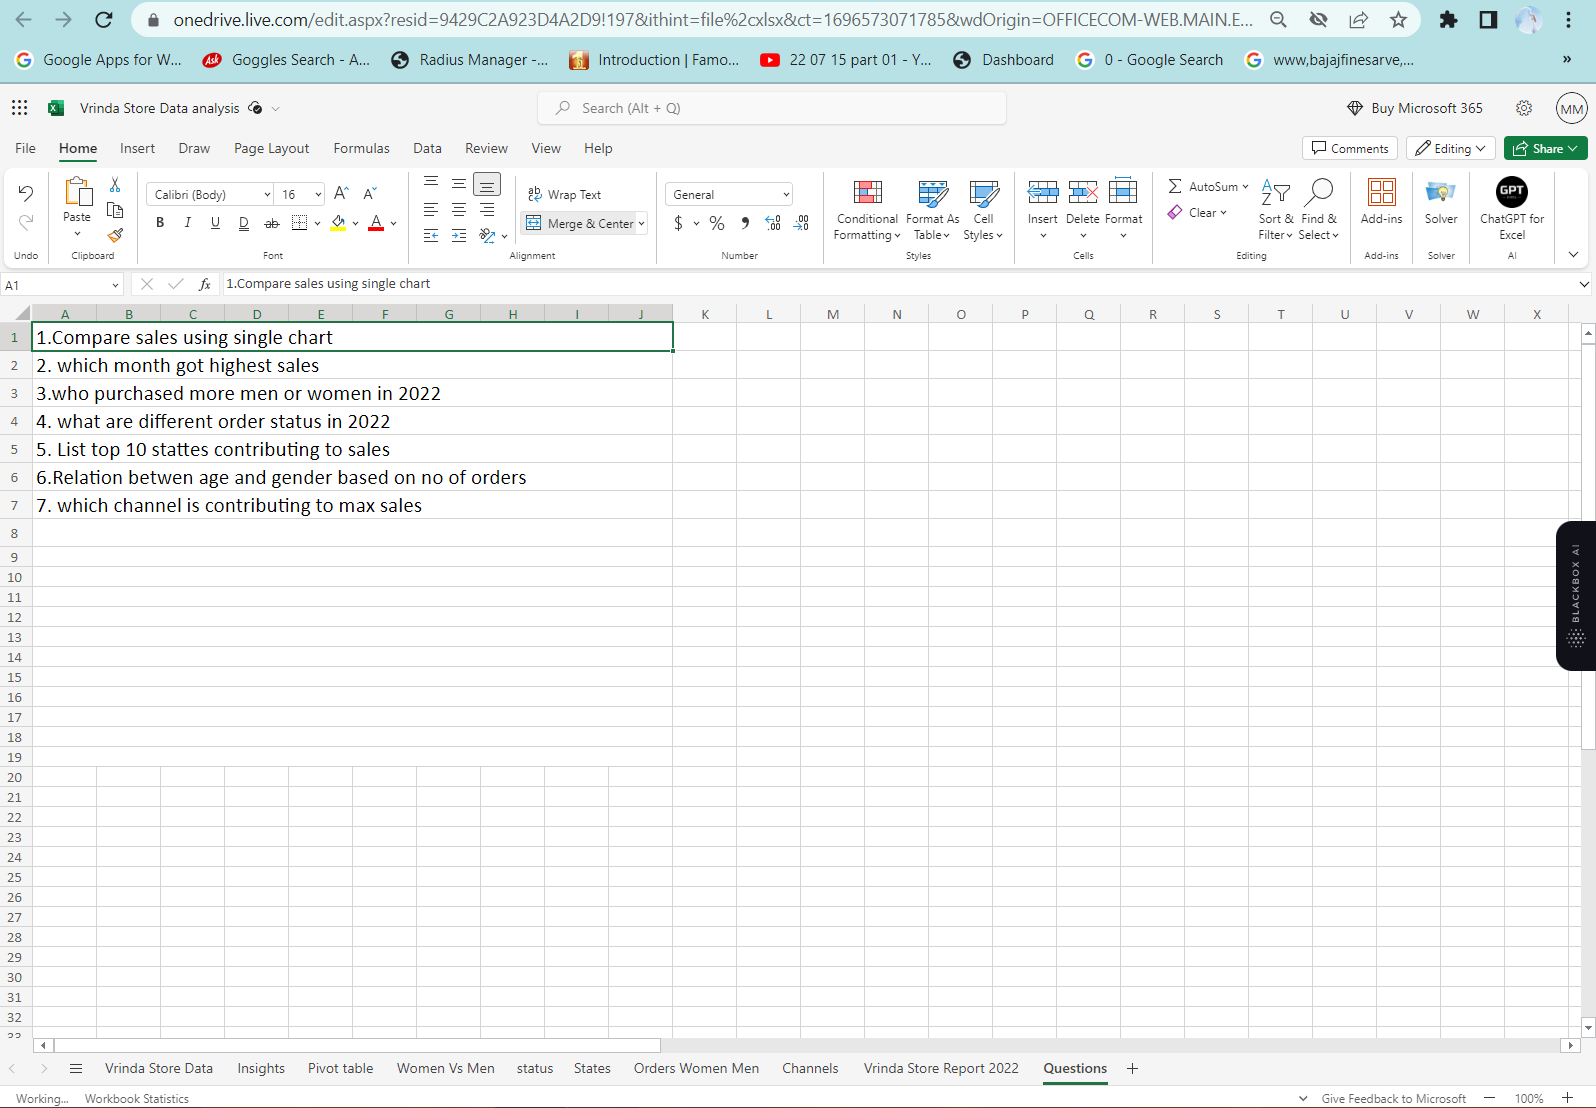 onedrive.live.com/edit.aspx?resid=9429C2A923D4A2D9!197&ithint=file%2cxlsx&ct=1696573071785&wdOrigin=OFFICECOM-WEB.MAIN.E...
Google Apps for W... Ask Goggles Search - A... Radius Manager -... Introduction | Famo... 22 07 15 part 01 - Y... Dashboard 0 - Google Search www,bajajfinesarve,... »
Vrinda Store Data analysis Search (Alt + Q) Buy Microsoft 365 MM
File Home Insert Draw Page Layout Formulas Data Review View Help Comments Editing Share
Paste Calibri (Body) 16 A^ A˅ ab Wrap Text General Conditional Formatting Format As Table Cell Styles Insert Delete Format Σ AutoSum Sort & Filter Find & Select Add-ins Solver GPT ChatGPT for Excel
B I U D ab A Merge & Center $ % , .00 Clear
Undo Clipboard Font Alignment Number Styles Cells Editing Add-ins Solver AI
A1 fx 1.Compare sales using single chart
A B C D E F G H I J K L M N O P Q R S T U V W X
1 1.Compare sales using single chart
2 2. which month got highest sales
3 3.who purchased more men or women in 2022
4 4. what are different order status in 2022
5 5. List top 10 stattes contributing to sales
6 6.Relation betwen age and gender based on no of orders
7 7. which channel is contributing to max sales
8
9
10
11
12
13
14
15
16
17
18
19
20
21
22
23
24
25
26
27
28
29
30
31
32
33
BLACKBOX AI
Vrinda Store Data Insights Pivot table Women Vs Men status States Orders Women Men Channels Vrinda Store Report 2022 Questions +
Working... Workbook Statistics Give Feedback to Microsoft — 100% +